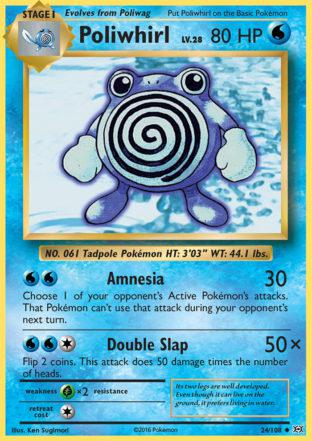 STAGE 1 Evolves from Poliwag Put Poliwhirl on the Basic Pokémon
Poliwhirl LV.28 80 HP
NO. 061 Tadpole Pokémon HT: 3'03" WT: 44.1 lbs.
Amnesia 30
Choose 1 of your opponent's Active Pokémon's attacks.
That Pokémon can't use that attack during your opponent's
next turn.
Double Slap 50×
Flip 2 coins. This attack does 50 damage times the number
of heads.
weakness ×2 resistance
retreat
cost
Its two legs are well developed.
Even though it can live on the
ground, it prefers living in water.
Illus. Ken Sugimori ©2016 Pokémon 24/108